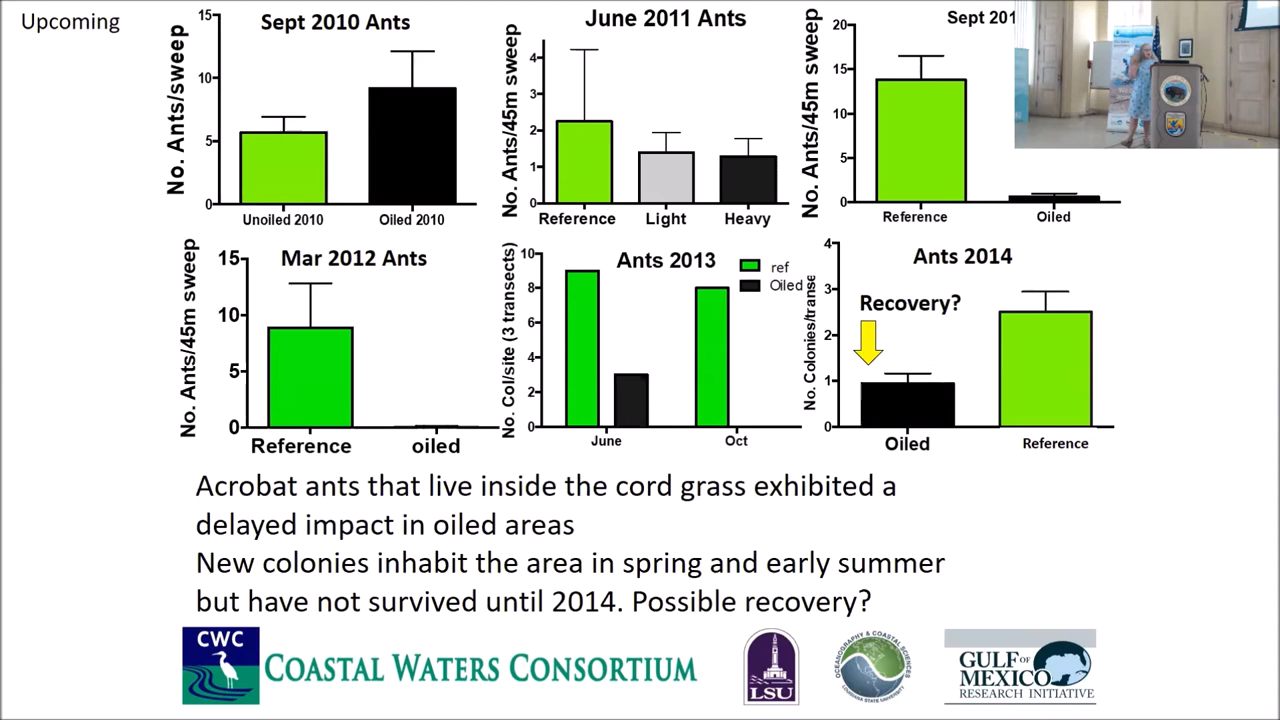 Upcoming
Sept 2010 Ants
No. Ants/sweep
15
10
5
0
Unoiled 2010
Oiled 2010
June 2011 Ants
No. Ants/45m sweep
4
3
2
1
0
Reference
Light
Heavy
Sept 201
No. Ants/45m sweep
20
15
10
5
0
Reference
Oiled
Mar 2012 Ants
No. Ants/45m sweep
15
10
5
0
Reference
oiled
Ants 2013
No. Col/site (3 transects)
10
8
6
4
2
0
ref
Oiled
June
Oct
Ants 2014
No. Colonies/transe
4
3
2
1
0
Recovery?
Oiled
Reference
Acrobat ants that live inside the cord grass exhibited a
delayed impact in oiled areas
New colonies inhabit the area in spring and early summer
but have not survived until 2014. Possible recovery?
CWC
COASTAL WATERS CONSORTIUM
LSU
OCEANOGRAPHY & COASTAL SCIENCES
LOUISIANA STATE UNIVERSITY
GULF OF
MEXICO
RESEARCH INITIATIVE